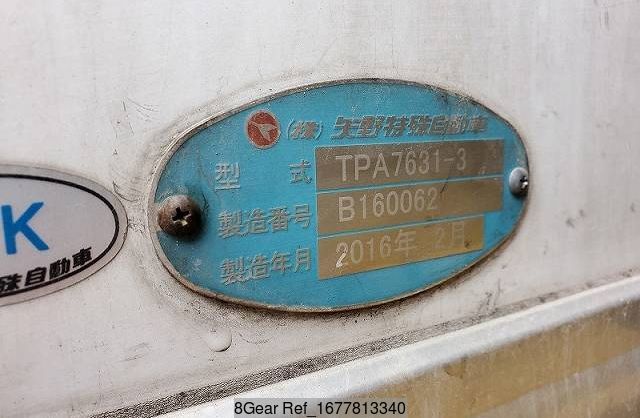 (株) 矢野特殊自動車
型式 TPA7631-3
製造番号 B160062
製造年月 2016年 2月
K
殊自動車
8Gear Ref_1677813340